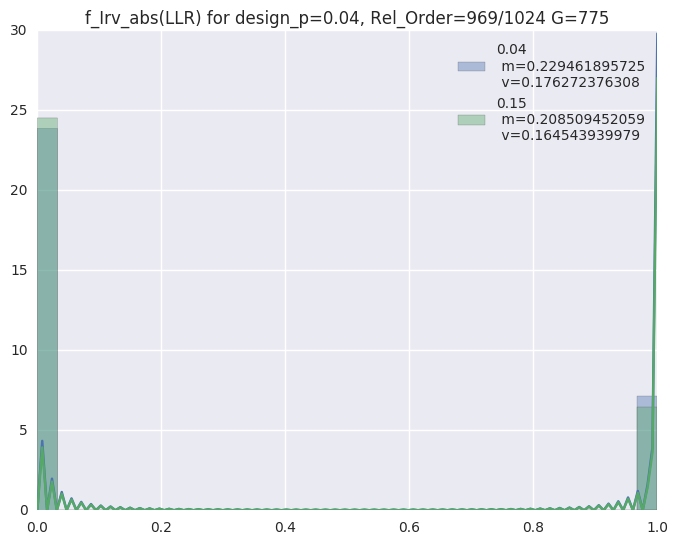 f_Irv_abs(LLR) for design_p=0.04, Rel_Order=969/1024 G=775
0.04
m=0.229461895725
v=0.176272376308
0.15
m=0.208509452059
v=0.164543939979
30
25
20
15
10
5
0
0.0 0.2 0.4 0.6 0.8 1.0